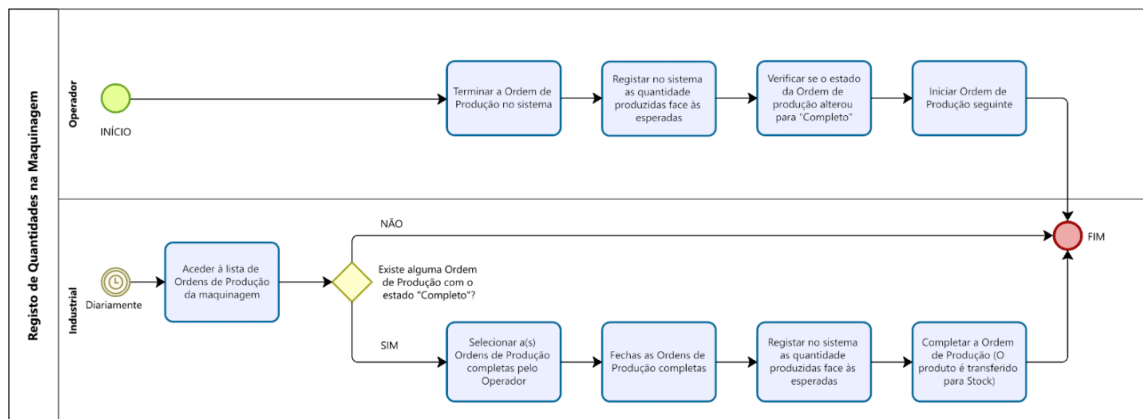 Registo de Quantidades na Maquinagem
Operador
INÍCIO
Terminar a Ordem de
Produção no sistema
Registar no sistema
as quantidade
produzidas face às
esperadas
Verificar se o estado
da Ordem de
produção alterou
para "Completo"
Iniciar Ordem de
Produção seguinte
Industrial
Diariamente
Aceder à lista de
Ordens de Produção
da maquinagem
NÃO
Existe alguma Ordem
de Produção com o
estado "Completo"?
SIM
FIM
Selecionar a(s)
Ordens de Produção
completas pelo
Operador
Fechas as Ordens de
Produção completas
Registar no sistema
as quantidade
produzidas face às
esperadas
Completar a Ordem
de Produção (O
produto é transferido
para Stock)